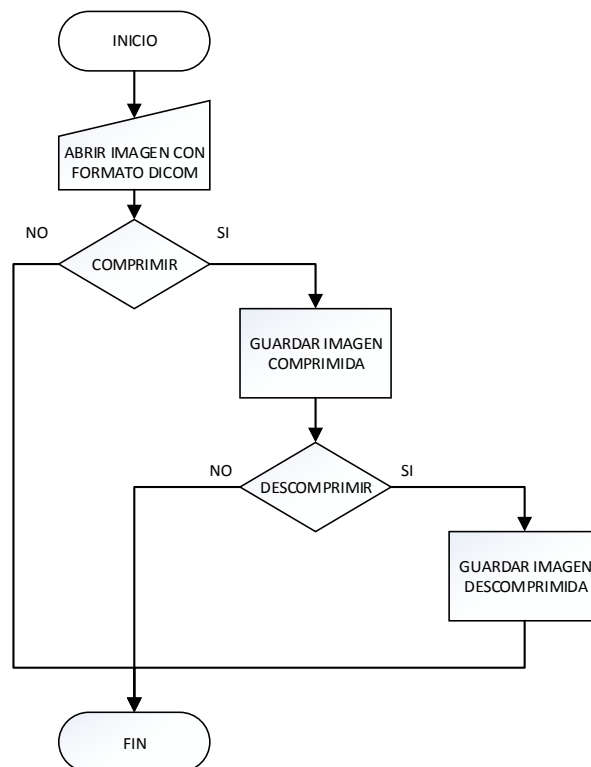 INICIO
ABRIR IMAGEN CON
FORMATO DICOM
NO
SI
COMPRIMIR
GUARDAR IMAGEN
COMPRIMIDA
NO
SI
DESCOMPRIMIR
GUARDAR IMAGEN
DESCOMPRIMIDA
FIN